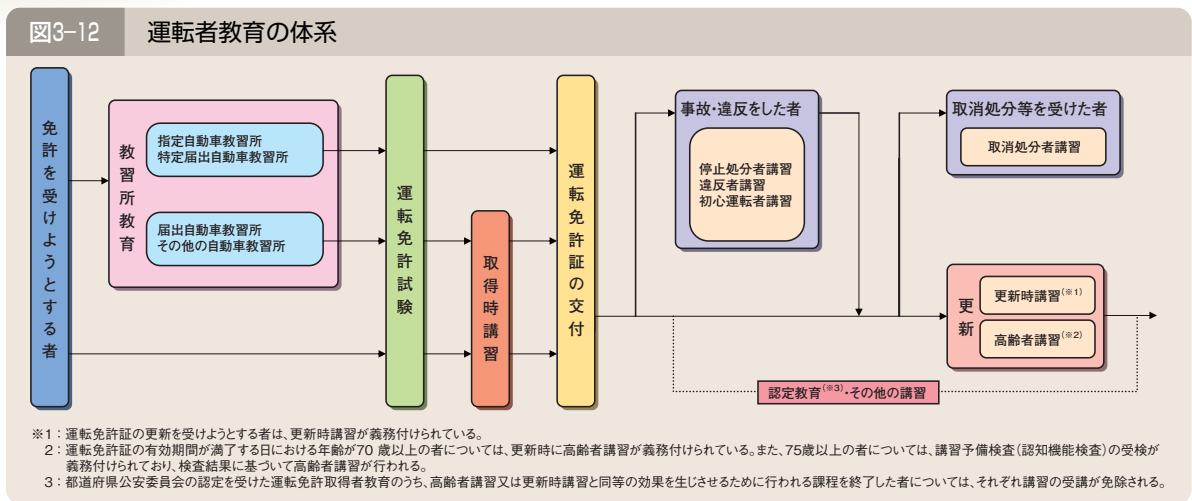 図3-12 運転者教育の体系
免許を受けようとする者
教習所教育
指定自動車教習所
特定届出自動車教習所
届出自動車教習所
その他の自動車教習所
運転免許試験
取得時講習
運転免許証の交付
事故・違反をした者
停止処分者講習
違反者講習
初心運転者講習
取消処分等を受けた者
取消処分者講習
更新
更新時講習(※1)
高齢者講習(※2)
認定教育(※3)・その他の講習
※1:運転免許証の更新を受けようとする者は、更新時講習が義務付けられている。
2:運転免許証の有効期間が満了する日における年齢が70 歳以上の者については、更新時に高齢者講習が義務付けられている。また、75歳以上の者については、講習予備検査(認知機能検査)の受検が
義務付けられており、検査結果に基づいて高齢者講習が行われる。
3:都道府県公安委員会の認定を受けた運転免許取得者教育のうち、高齢者講習又は更新時講習と同等の効果を生じさせるために行われる課程を終了した者については、それぞれ講習の受講が免除される。